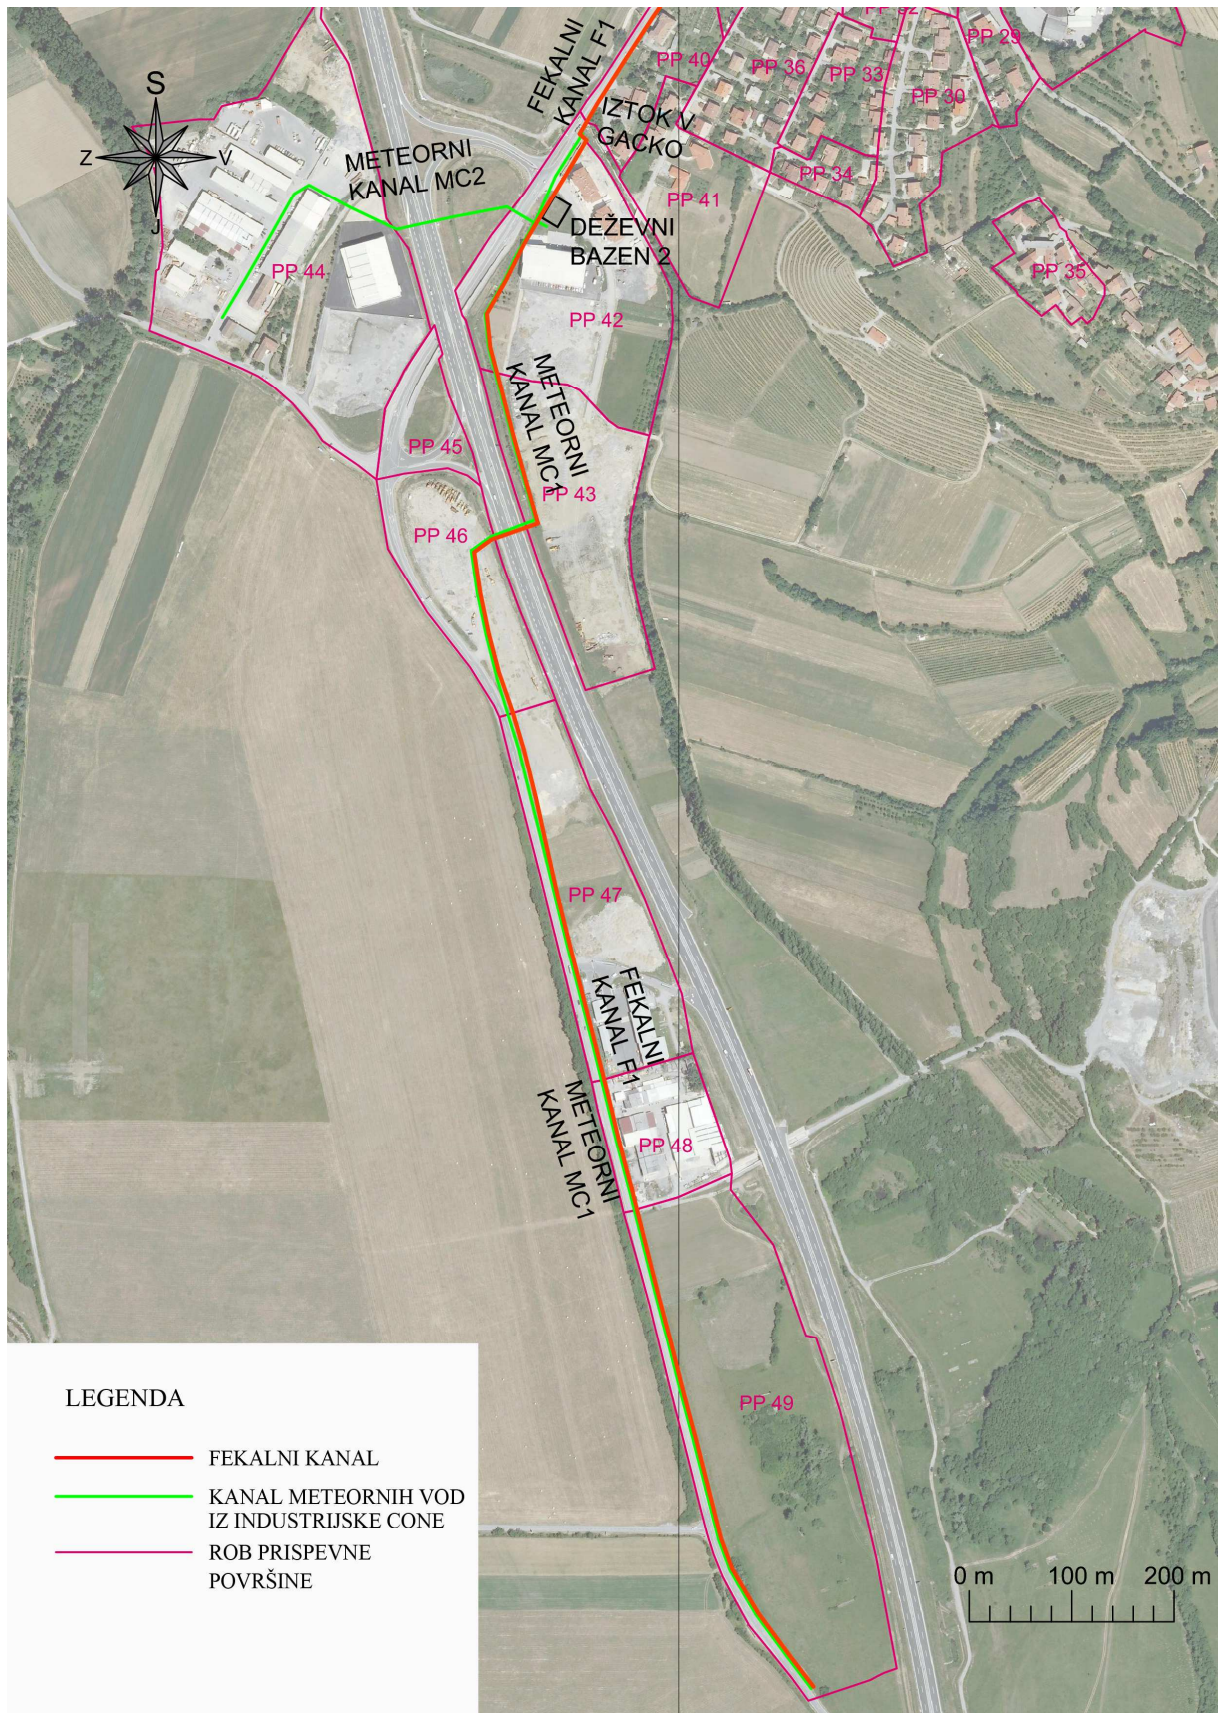 FEKALNI
KANAL F1
PP 40
PP 36
PP 33
PP 29
PP 30
S
Z
V
J
METEORNI
KANAL MC2
IZTOK V
GACKO
PP 34
PP 41
DEŽEVNI
BAZEN 2
PP 35
PP 44
PP 42
METEORNI
KANAL MC1
PP 45
PP 43
PP 46
PP 47
FEKALNI
KANAL F1
METEORNI
KANAL MC1
PP 48
PP 49
LEGENDA
FEKALNI KANAL
KANAL METEORNIH VOD
IZ INDUSTRIJSKE CONE
ROB PRISPEVNE
POVRŠINE
0 m 100 m 200 m